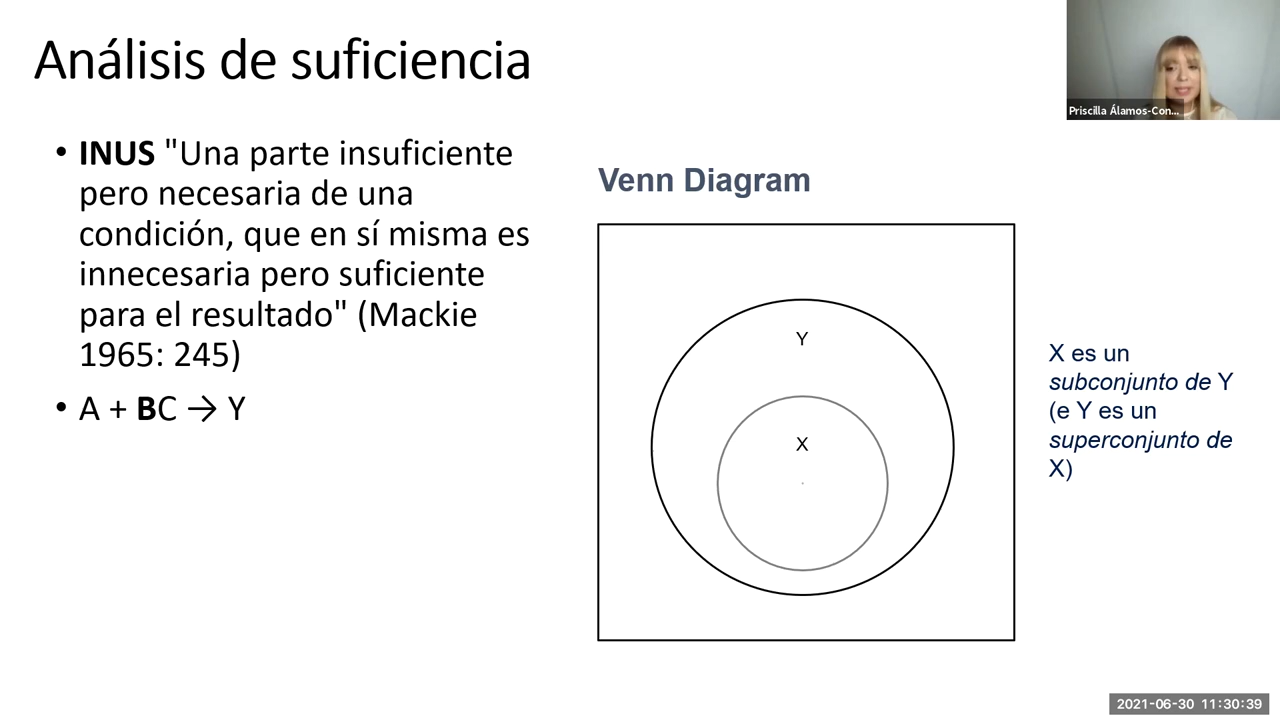 Análisis de suficiencia
• INUS "Una parte insuficiente
pero necesaria de una
condición, que en sí misma es
innecesaria pero suficiente
para el resultado" (Mackie
1965: 245)
• A + BC → Y
Venn Diagram
Y
X
X es un
subconjunto de Y
(e Y es un
superconjunto de
X)
Priscilla Álamos-Con...
2021-06-30 11:30:39